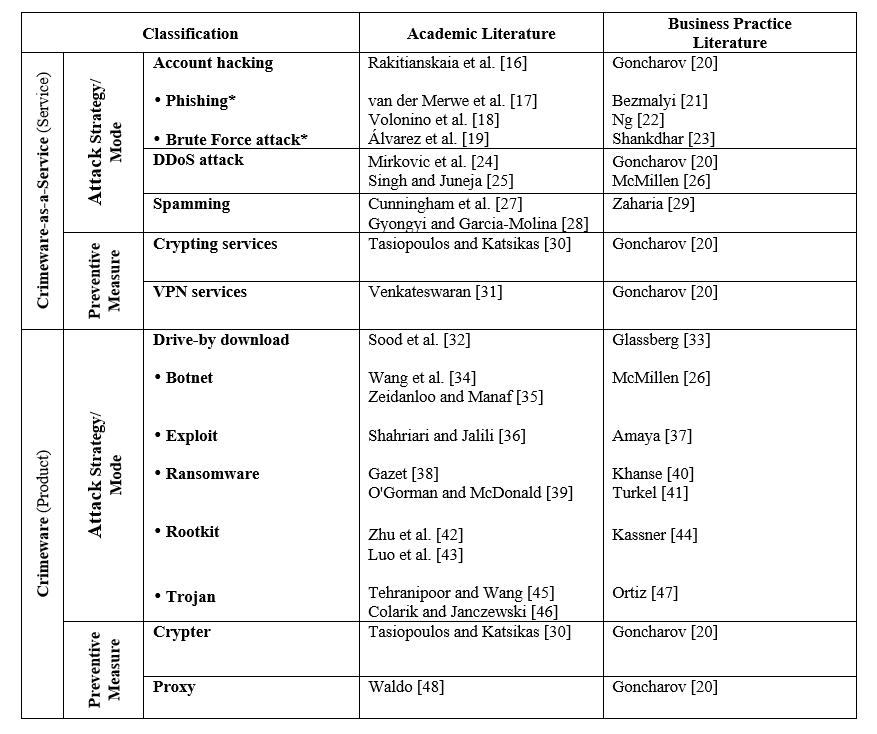 Classification Academic Literature Business Practice
Literature
Crimeware-as-a-Service (Service)
Attack Strategy/
Mode
Account hacking Rakitianskaia et al. [16] Goncharov [20]
• Phishing* van der Merwe et al. [17] Bezmalyi [21]
Volonino et al. [18] Ng [22]
• Brute Force attack* Álvarez et al. [19] Shankdhar [23]
DDoS attack Mirkovic et al. [24] Goncharov [20]
Singh and Juneja [25] McMillen [26]
Spamming Cunningham et al. [27] Zaharia [29]
Gyongyi and Garcia-Molina [28]
Preventive
Measure
Crypting services Tasiopoulos and Katsikas [30] Goncharov [20]
VPN services Venkateswaran [31] Goncharov [20]
Crimeware (Product)
Attack Strategy/
Mode
Drive-by download Sood et al. [32] Glassberg [33]
• Botnet Wang et al. [34] McMillen [26]
Zeidanloo and Manaf [35]
• Exploit Shahriari and Jalili [36] Amaya [37]
• Ransomware Gazet [38] Khanse [40]
O'Gorman and McDonald [39] Turkel [41]
• Rootkit Zhu et al. [42] Kassner [44]
Luo et al. [43]
• Trojan Tehranipoor and Wang [45] Ortiz [47]
Colarik and Janczewski [46]
Preventive
Measure
Crypter Tasiopoulos and Katsikas [30] Goncharov [20]
Proxy Waldo [48] Goncharov [20]